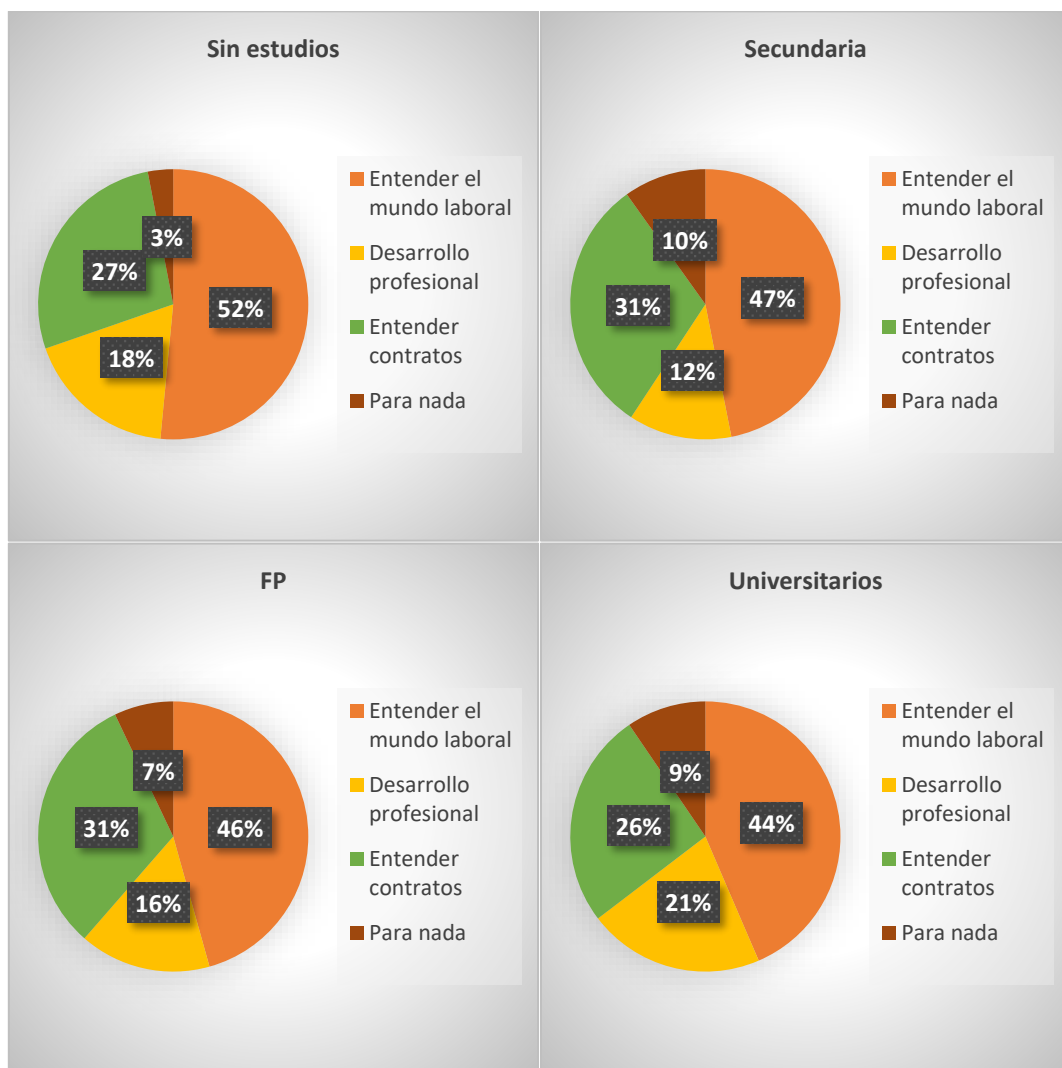 Sin estudios
52%
18%
27%
3%
Entender el
mundo laboral
Desarrollo
profesional
Entender
contratos
Para nada
Secundaria
47%
12%
31%
10%
Entender el
mundo laboral
Desarrollo
profesional
Entender
contratos
Para nada
FP
46%
16%
31%
7%
Entender el
mundo laboral
Desarrollo
profesional
Entender
contratos
Para nada
Universitarios
44%
21%
26%
9%
Entender el
mundo laboral
Desarrollo
profesional
Entender
contratos
Para nada